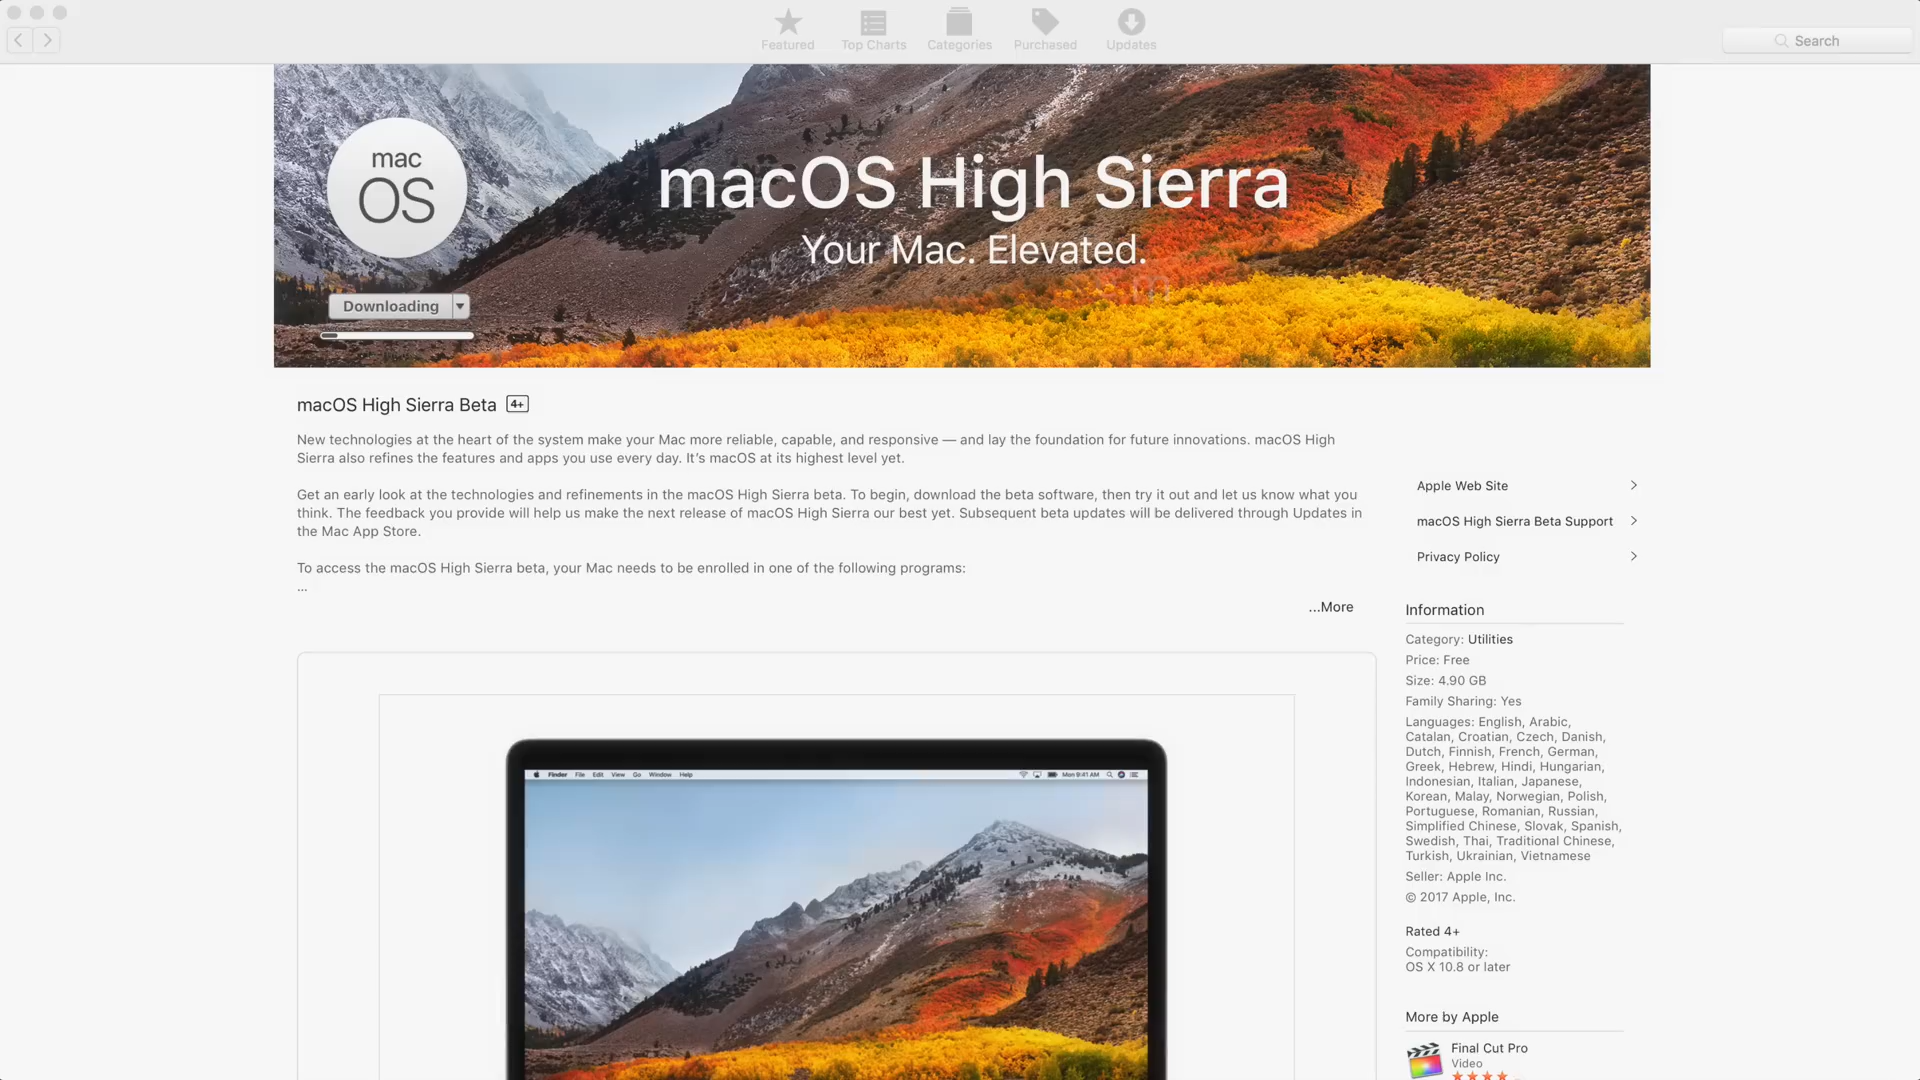 Featured
Top Charts
Categories
Purchased
Updates
Search
mac
OS
macOS High Sierra
Your Mac. Elevated.
Downloading
macOS High Sierra Beta 4+
New technologies at the heart of the system make your Mac more reliable, capable, and responsive — and lay the foundation for future innovations. macOS High
Sierra also refines the features and apps you use every day. It’s macOS at its highest level yet.
Get an early look at the technologies and refinements in the macOS High Sierra beta. To begin, download the beta software, then try it out and let us know what you
think. The feedback you provide will help us make the next release of macOS High Sierra our best yet. Subsequent beta updates will be delivered through Updates in
the Mac App Store.
To access the macOS High Sierra beta, your Mac needs to be enrolled in one of the following programs:
...
...More
Apple Web Site
macOS High Sierra Beta Support
Privacy Policy
Information
Category: Utilities
Price: Free
Size: 4.90 GB
Family Sharing: Yes
Languages: English, Arabic,
Catalan, Croatian, Czech, Danish,
Dutch, Finnish, French, German,
Greek, Hebrew, Hindi, Hungarian,
Indonesian, Italian, Japanese,
Korean, Malay, Norwegian, Polish,
Portuguese, Romanian, Russian,
Simplified Chinese, Slovak, Spanish,
Swedish, Thai, Traditional Chinese,
Turkish, Ukrainian, Vietnamese
Seller: Apple Inc.
© 2017 Apple, Inc.
Rated 4+
Compatibility:
OS X 10.8 or later
More by Apple
Final Cut Pro
Video
Finder File Edit View Go Window Help
Mon 9:41 AM